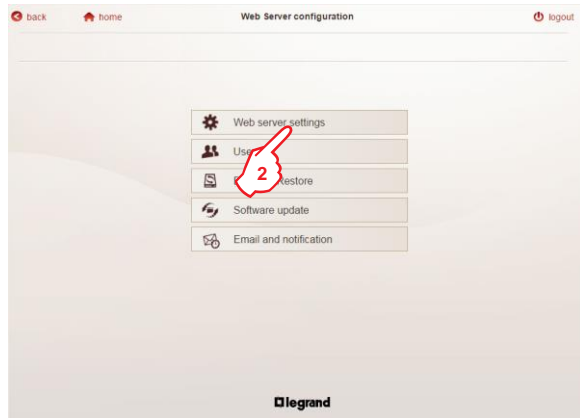 back home Web Server configuration logout
Web server settings
Use
2
Restore
Software update
Email and notification
legrand